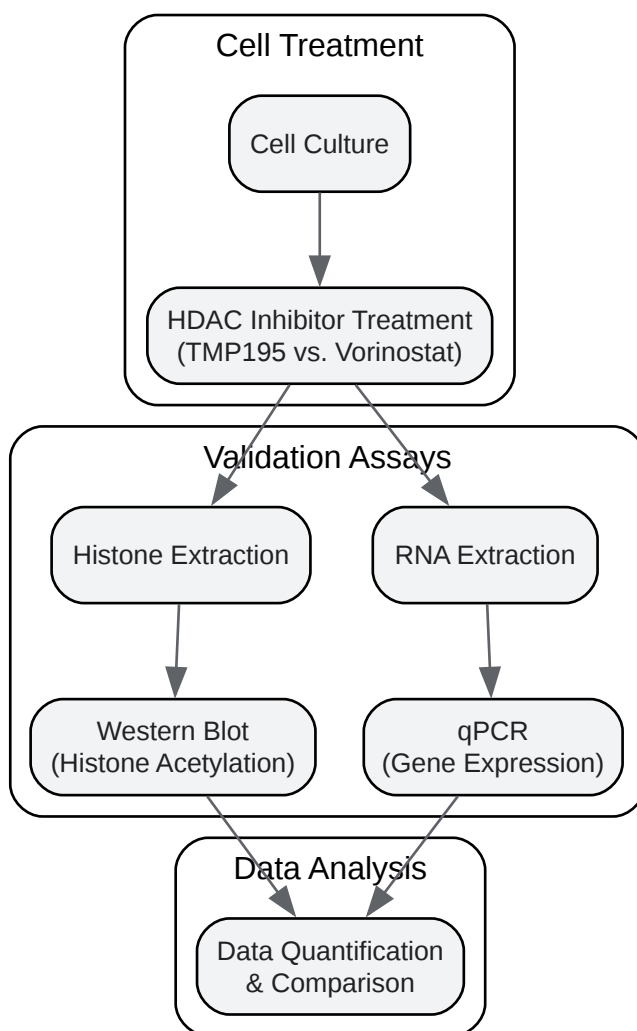 Cell Treatment
Cell Culture
HDAC Inhibitor Treatment
(TMP195 vs. Vorinostat)
Validation Assays
Histone Extraction
RNA Extraction
Western Blot
(Histone Acetylation)
qPCR
(Gene Expression)
Data Analysis
Data Quantification
& Comparison